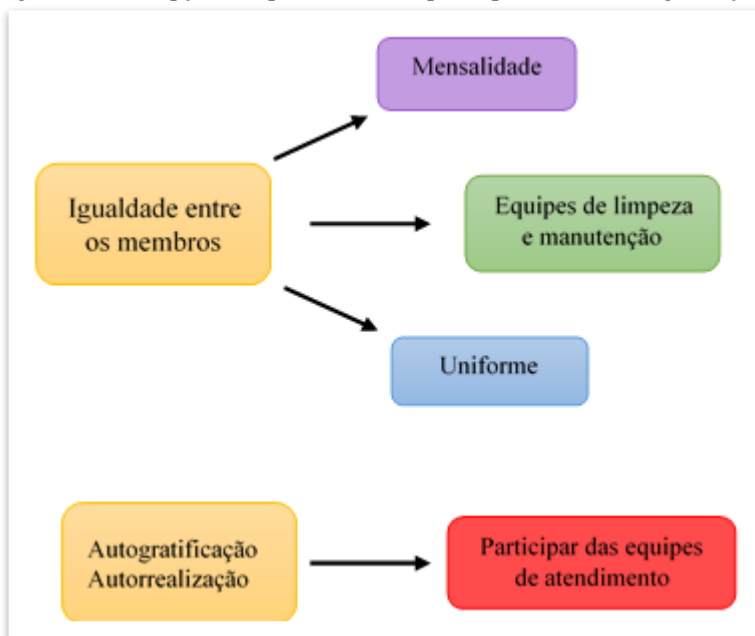 Mensalidade
Igualdade entre
os membros
Equipes de limpeza
e manutenção
Uniforme
Autogratificação
Autorrealização
Participar das equipes
de atendimento